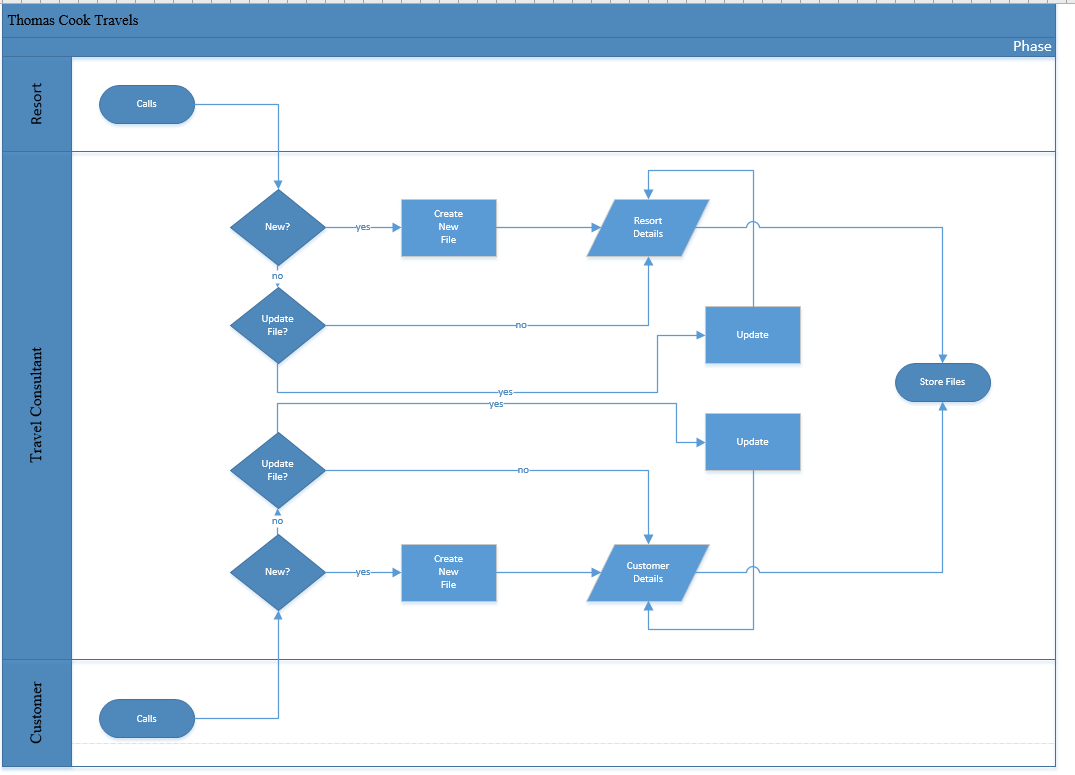 Thomas Cook Travels
Phase
Resort
Calls
New?
yes
Create
New
File
Resort
Details
no
Travel Consultant
Update
File?
no
Update
yes
Store Files
yes
Update
File?
no
Update
no
New?
yes
Create
New
File
Customer
Details
Customer
Calls